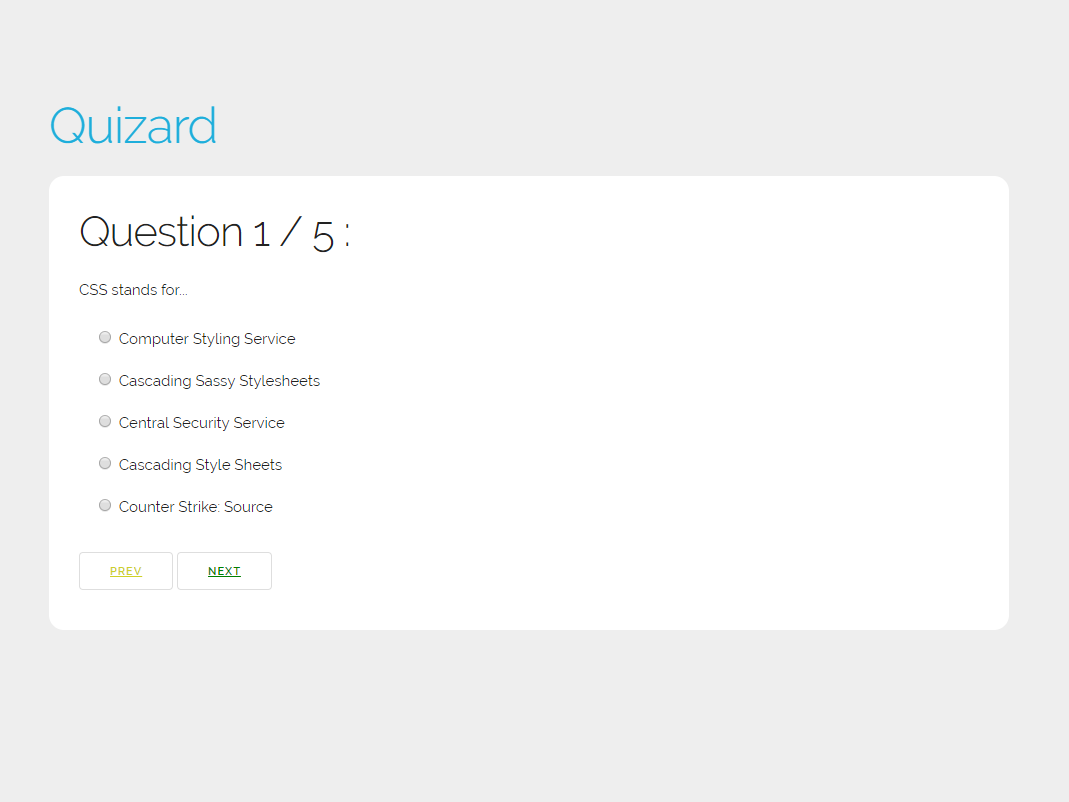 Quizard
Question 1 / 5 :
CSS stands for...
Computer Styling Service
Cascading Sassy Stylesheets
Central Security Service
Cascading Style Sheets
Counter Strike: Source
PREV NEXT